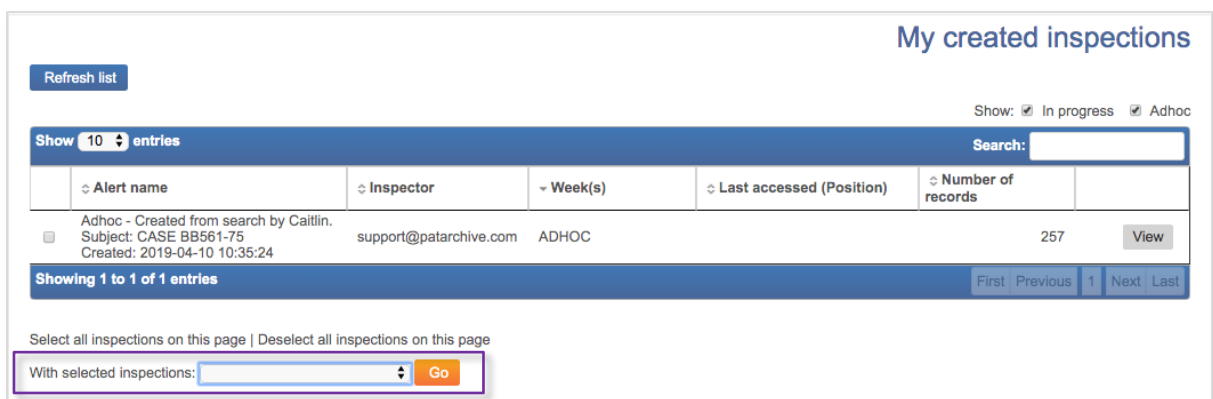 My created inspections
Refresh list
Show: In progress Adhoc
Show 10 entries Search:
Alert name Inspector Week(s) Last accessed (Position) Number of
records
Adhoc - Created from search by Caitlin.
Subject: CASE BB561-75 support@patarchive.com ADHOC 257 View
Created: 2019-04-10 10:35:24
Showing 1 to 1 of 1 entries First Previous 1 Next Last
Select all inspections on this page | Deselect all inspections on this page
With selected inspections: Go